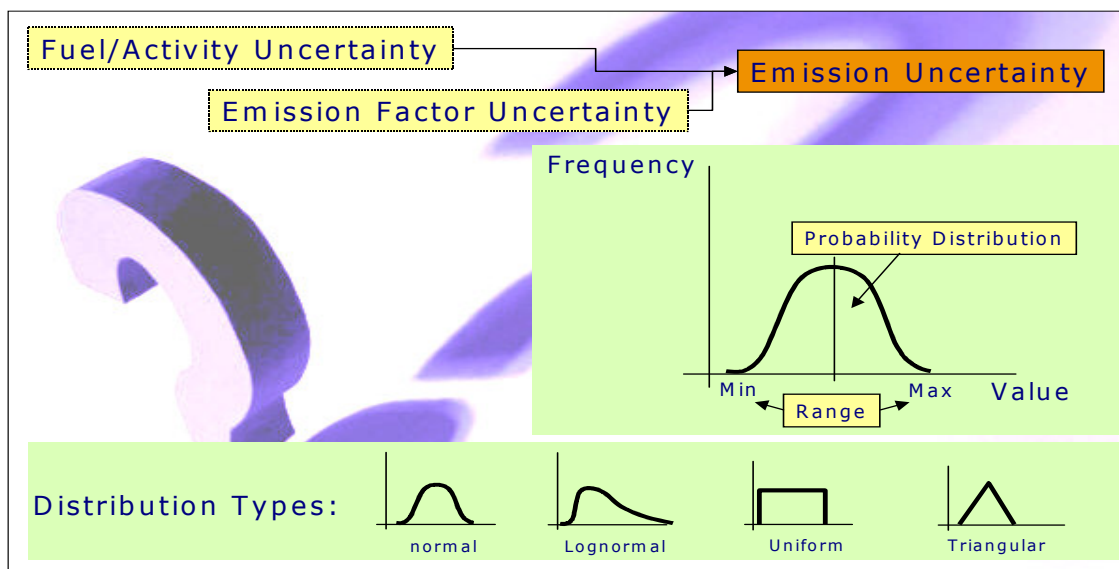 Fuel/Activity Uncertainty
Emission Uncertainty
Emission Factor Uncertainty
Frequency
Probability Distribution
Min
Max
Value
Range
Distribution Types:
normal
Lognormal
Uniform
Triangular